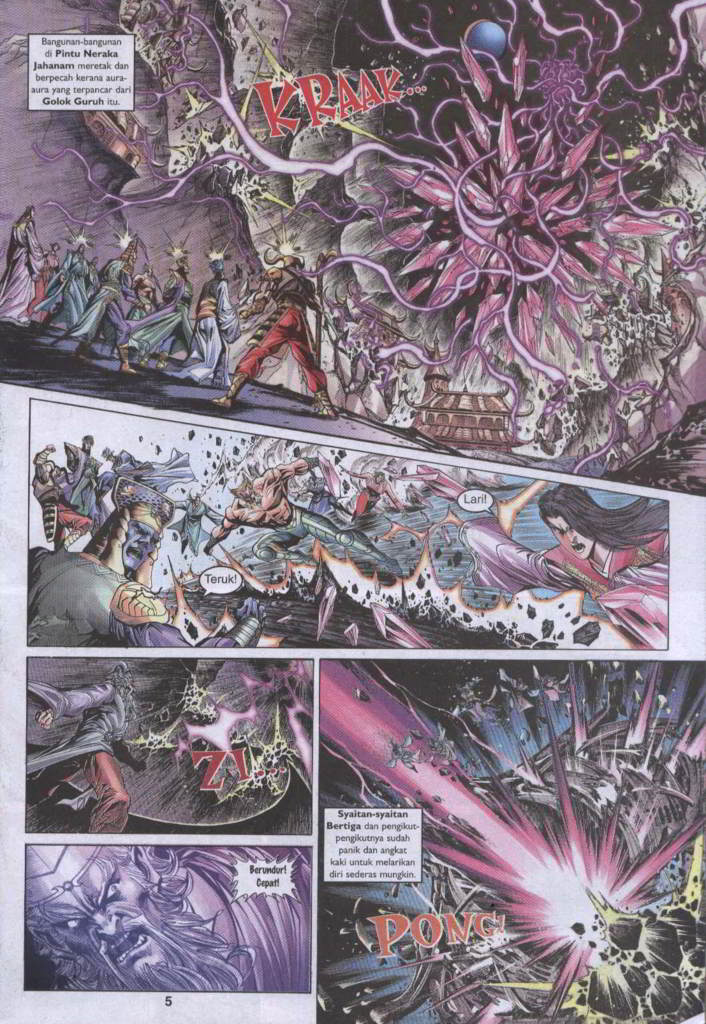 Bangunan-bangunan
di Pintu Neraka
Jahanam meretak dan
berpecah kerana aura-
aura yang terpancar dari
Golok Guruh itu.
KRAAK...
Lari!
Teruk!
ZI...
Syaitan-syaitan
Bertiga dan pengikut-
pengikutnya sudah
panik dan angkat
kaki untuk melarikan
diri sederas mungkin.
Berundur!
Cepat!
PONG!
5